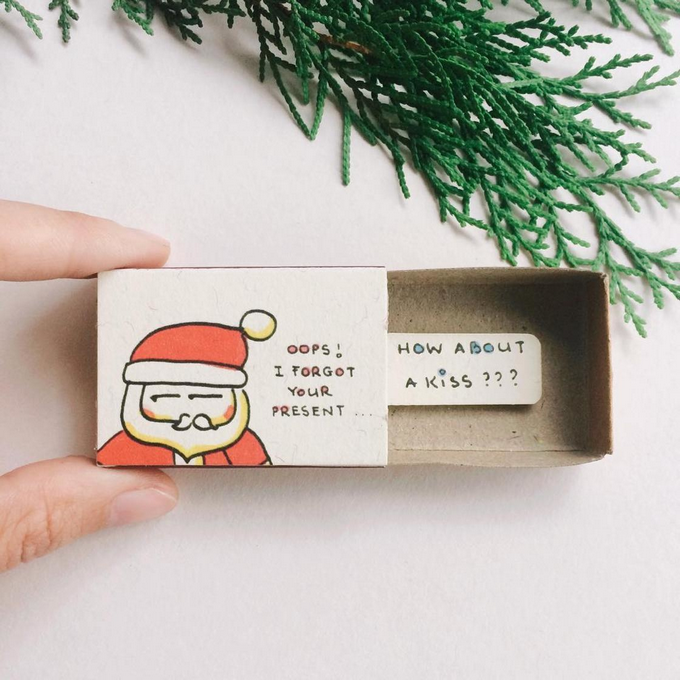 OOPS!
I FORGOT
YOUR
PRESENT ...
HOW ABOUT
A KiSS ???